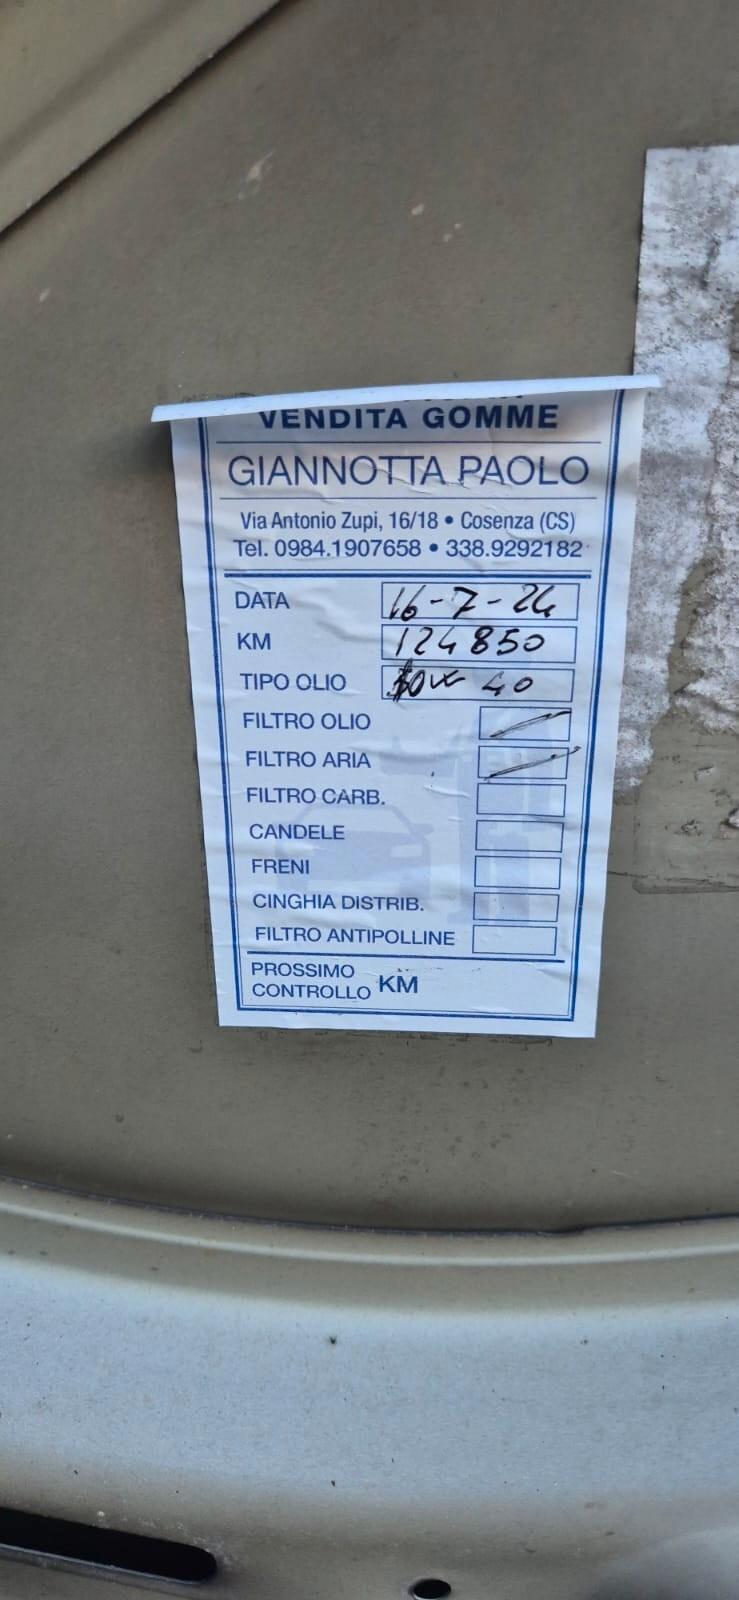 VENDITA GOMME
GIANNOTTA PAOLO
Via Antonio Zupi, 16/18 • Cosenza (CS)
Tel. 0984.1907658 • 338.9292182
DATA 16-7-24
KM 124850
TIPO OLIO 10W 40
FILTRO OLIO
FILTRO ARIA
FILTRO CARB.
CANDELE
FRENI
CINGHIA DISTRIB.
FILTRO ANTIPOLLINE
PROSSIMO
CONTROLLO KM